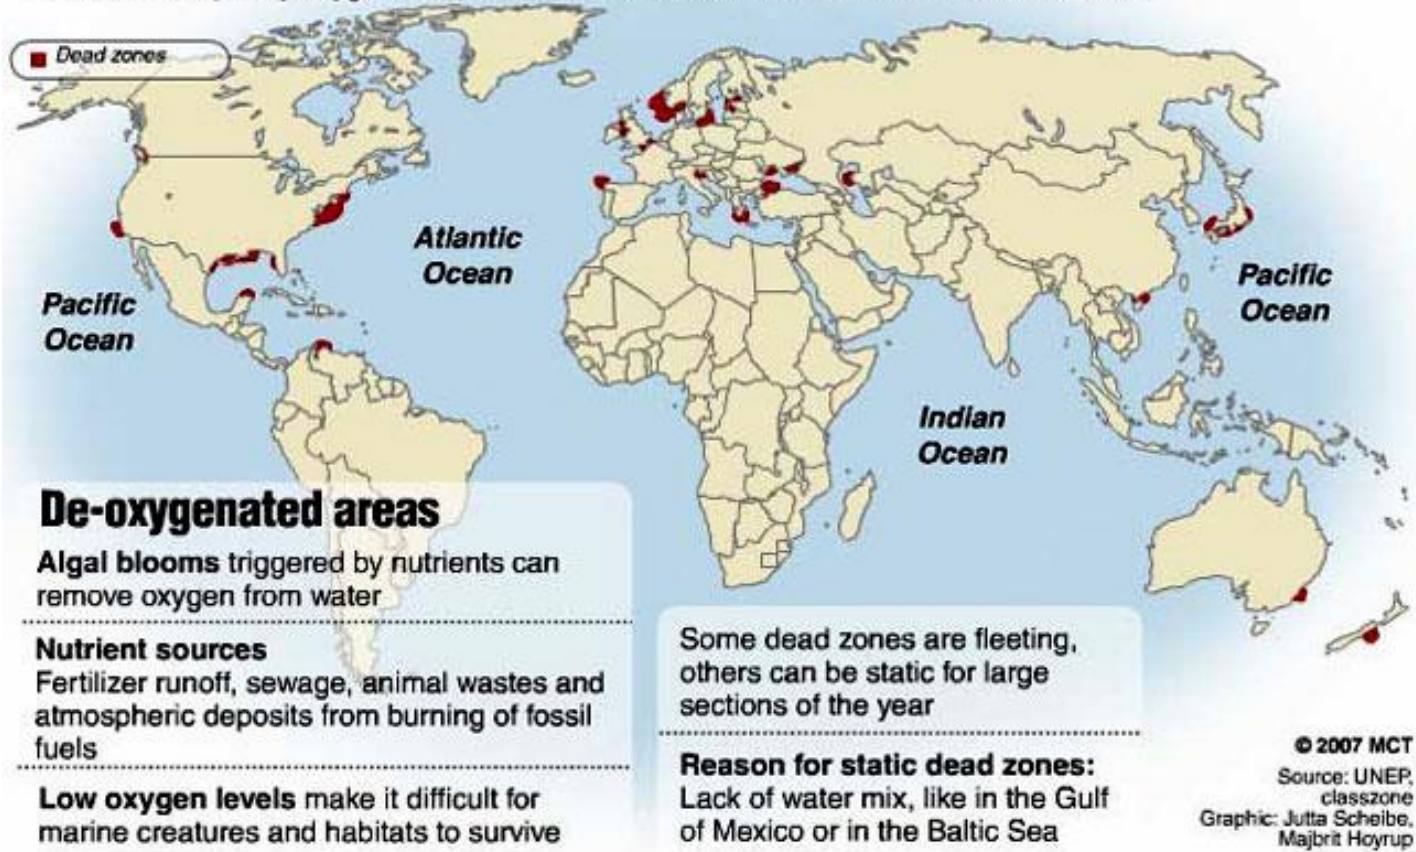 Dead zones
Atlantic
Ocean
Pacific
Ocean
Pacific
Ocean
Indian
Ocean
De-oxygenated areas
Algal blooms triggered by nutrients can
remove oxygen from water
Nutrient sources
Fertilizer runoff, sewage, animal wastes and
atmospheric deposits from burning of fossil
fuels
Low oxygen levels make it difficult for
marine creatures and habitats to survive
Some dead zones are fleeting,
others can be static for large
sections of the year
Reason for static dead zones:
Lack of water mix, like in the Gulf
of Mexico or in the Baltic Sea
© 2007 MCT
Source: UNEP,
classzone
Graphic: Jutta Scheibe,
Majbrit Hoyrup